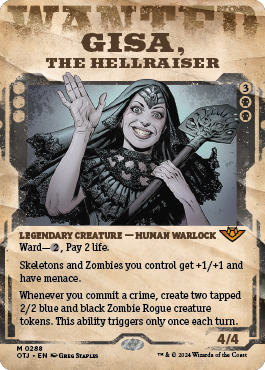 WANTED
GISA,
THE HELLRAISER
3
LEGENDARY CREATURE — HUMAN WARLOCK
Ward—2, Pay 2 life.
Skeletons and Zombies you control get +1/+1 and
have menace.
Whenever you commit a crime, create two tapped
2/2 blue and black Zombie Rogue creature
tokens. This ability triggers only once each turn.
4/4
M 0288
OTJ • EN Greg Staples
™ & © 2024 Wizards of the Coast